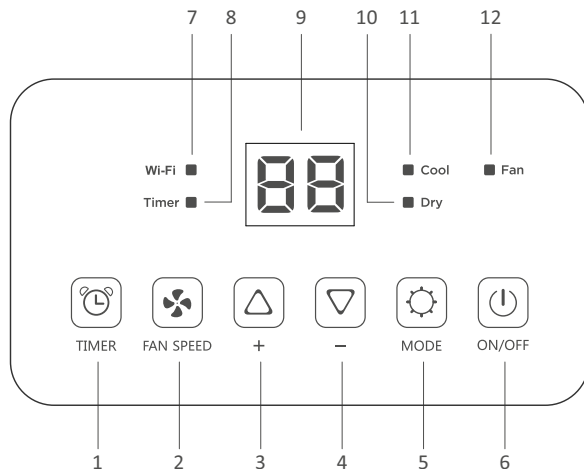 7 8 9 10 11 12
88
Wi-Fi Cool Fan
Timer Dry
TIMER FAN SPEED + − MODE ON/OFF
1 2 3 4 5 6